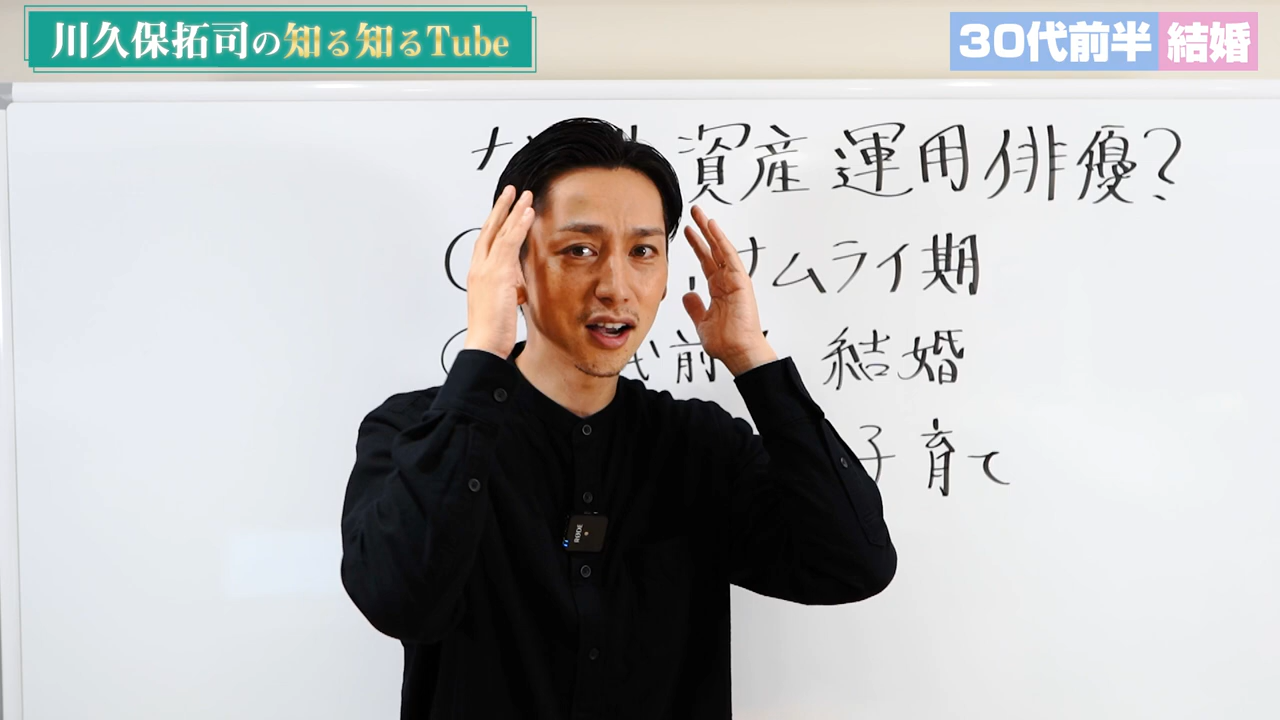 川久保拓司の知る知るTube
30代前半 結婚
資産運用俳優?
サムライ期
前 結婚
子育て
RODE